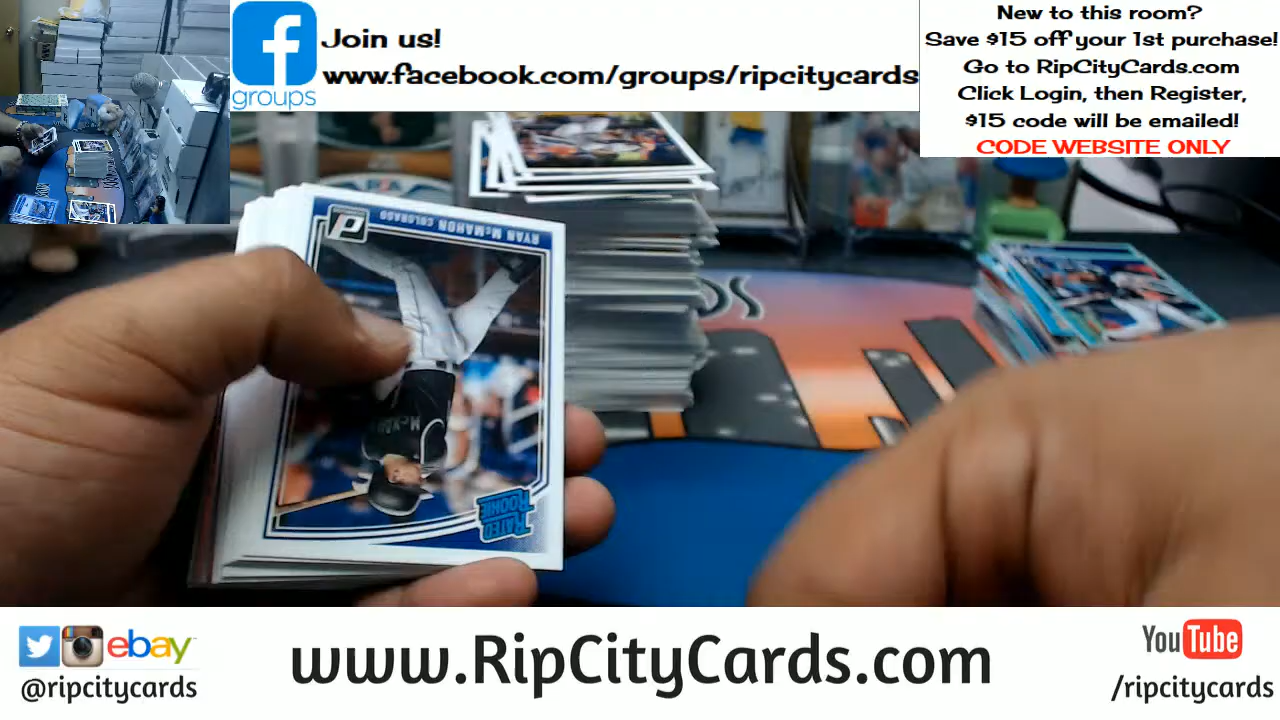 Join us!
www.facebook.com/groups/ripcitycards
groups
New to this room?
Save $15 off your 1st purchase!
Go to RipCityCards.com
Click Login, then Register,
$15 code will be emailed!
CODE WEBSITE ONLY
RYAN McMAHON COLORADO
RATED
ROOKIE
ebay
@ripcitycards
www.RipCityCards.com
YouTube
/ripcitycards